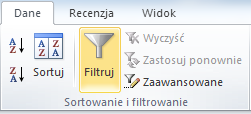 Dane Recenzja Widok
A Z
Z A
A Z Z A
Sortuj
Filtruj
Wyczyść
Zastosuj ponownie
Zaawansowane
Sortowanie i filtrowanie